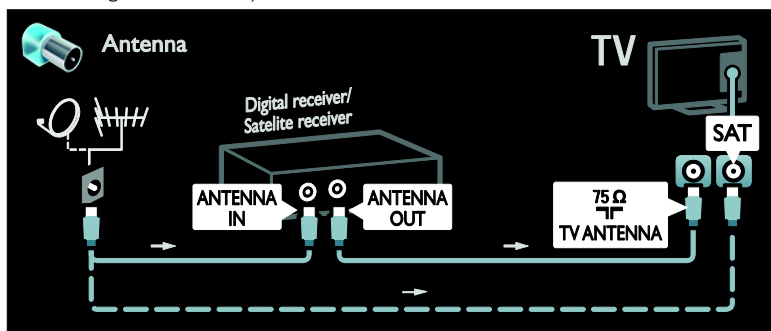 Antenna
TV
Digital receiver/
Satelite receiver
SAT
ANTENNA
IN
ANTENNA
OUT
75 Ω
TV ANTENNA